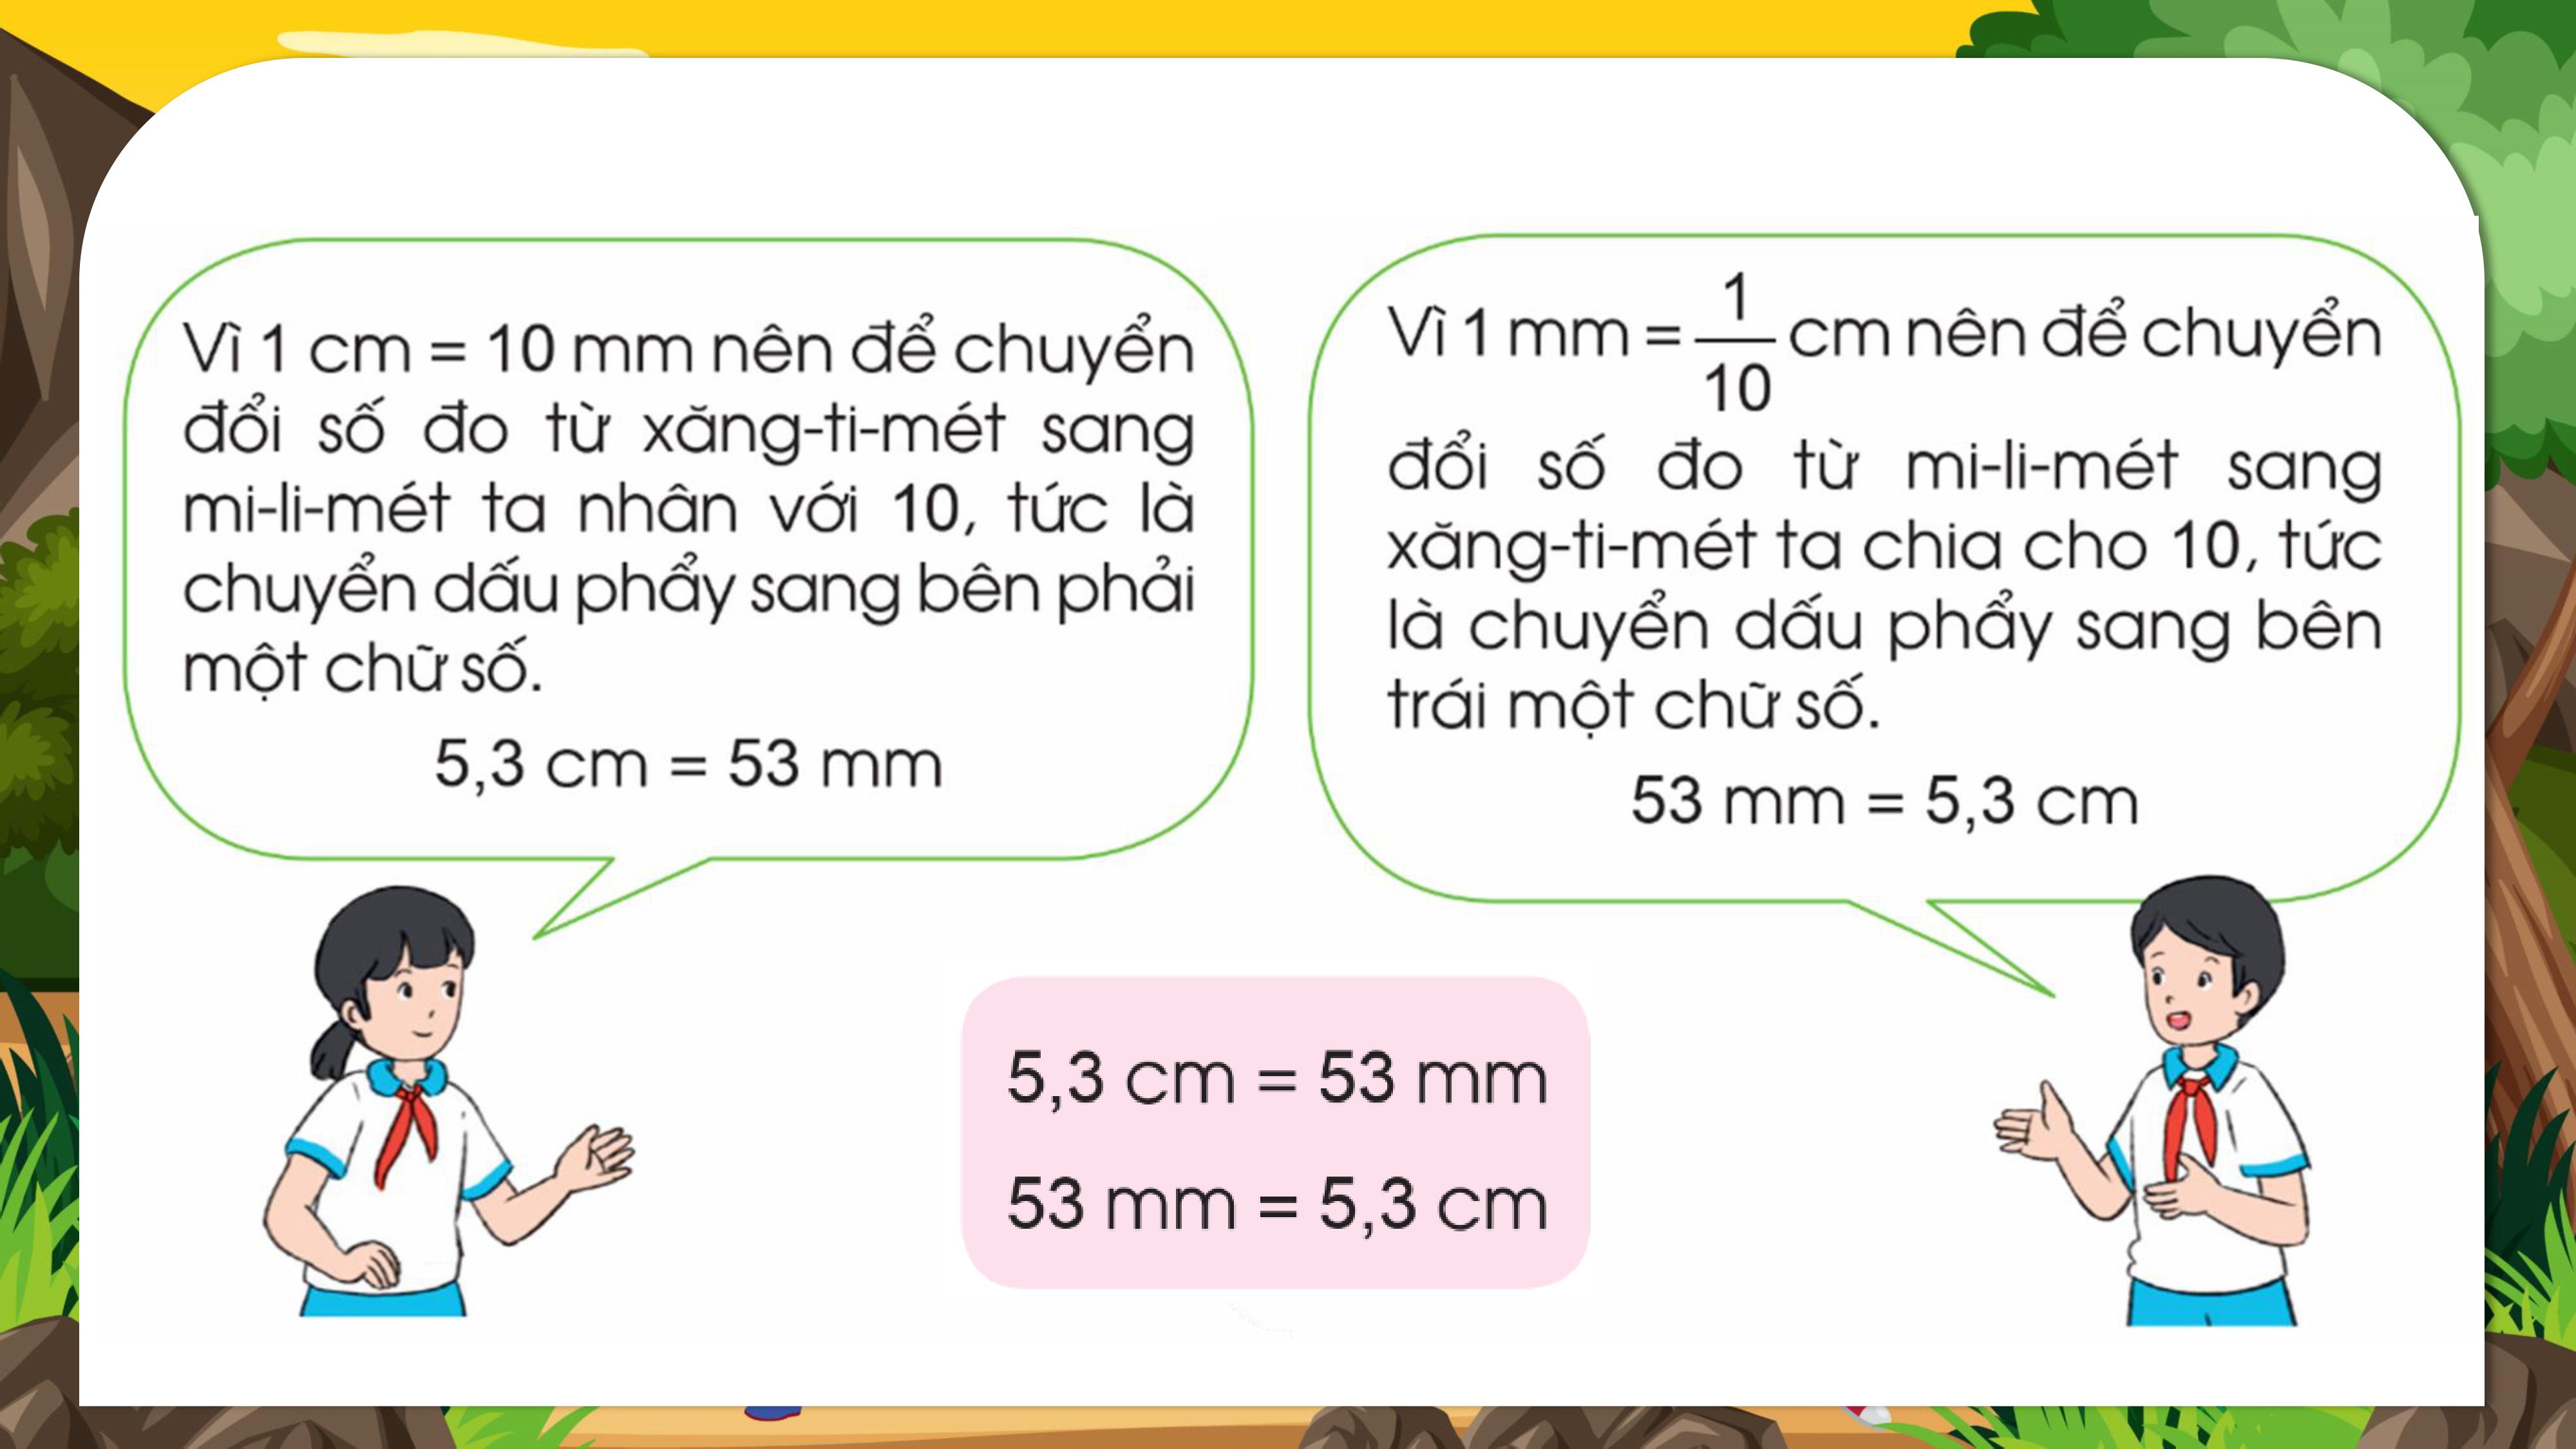 Vì 1 cm = 10 mm nên để chuyển
đổi số đo từ xăng-ti-mét sang
mi-li-mét ta nhân với 10, tức là
chuyển dấu phẩy sang bên phải
một chữ số.
5,3 cm = 53 mm
Vì 1 mm = 1/10 cm nên để chuyển
đổi số đo từ mi-li-mét sang
xăng-ti-mét ta chia cho 10, tức
là chuyển dấu phẩy sang bên
trái một chữ số.
53 mm = 5,3 cm
5,3 cm = 53 mm
53 mm = 5,3 cm